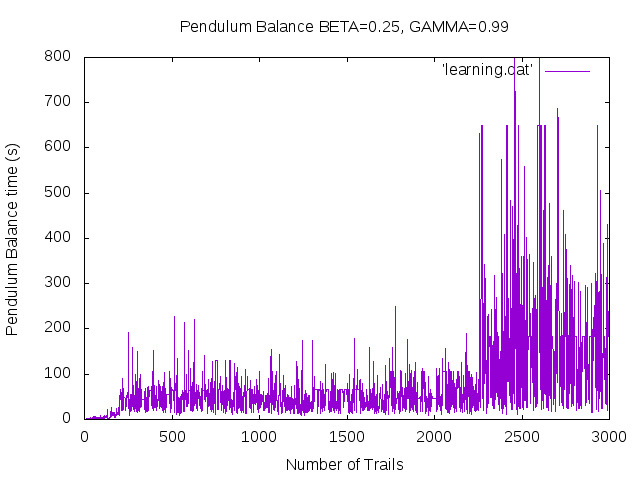 Pendulum Balance BETA=0.25, GAMMA=0.99
800
'learning.dat'
700
600
500
400
300
200
100
0
Pendulum Balance time (s)
0 500 1000 1500 2000 2500 3000
Number of Trails